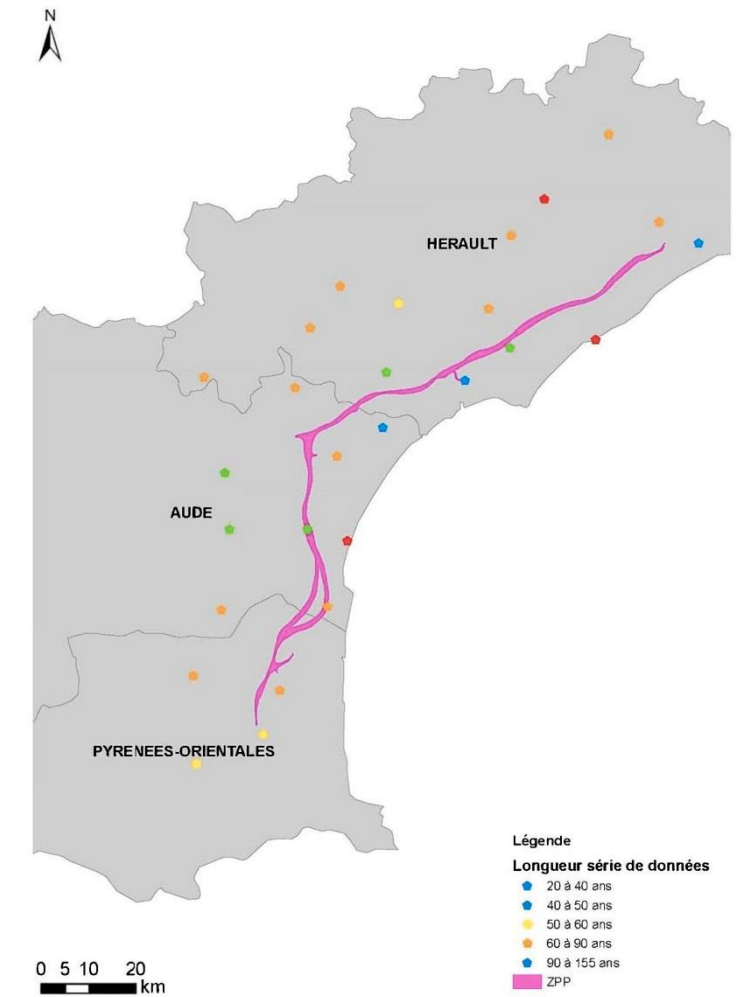 N
HERAULT
AUDE
PYRENEES-ORIENTALES
Légende
Longueur série de données
20 à 40 ans
40 à 50 ans
50 à 60 ans
60 à 90 ans
90 à 155 ans
ZPP
0 5 10 20
km